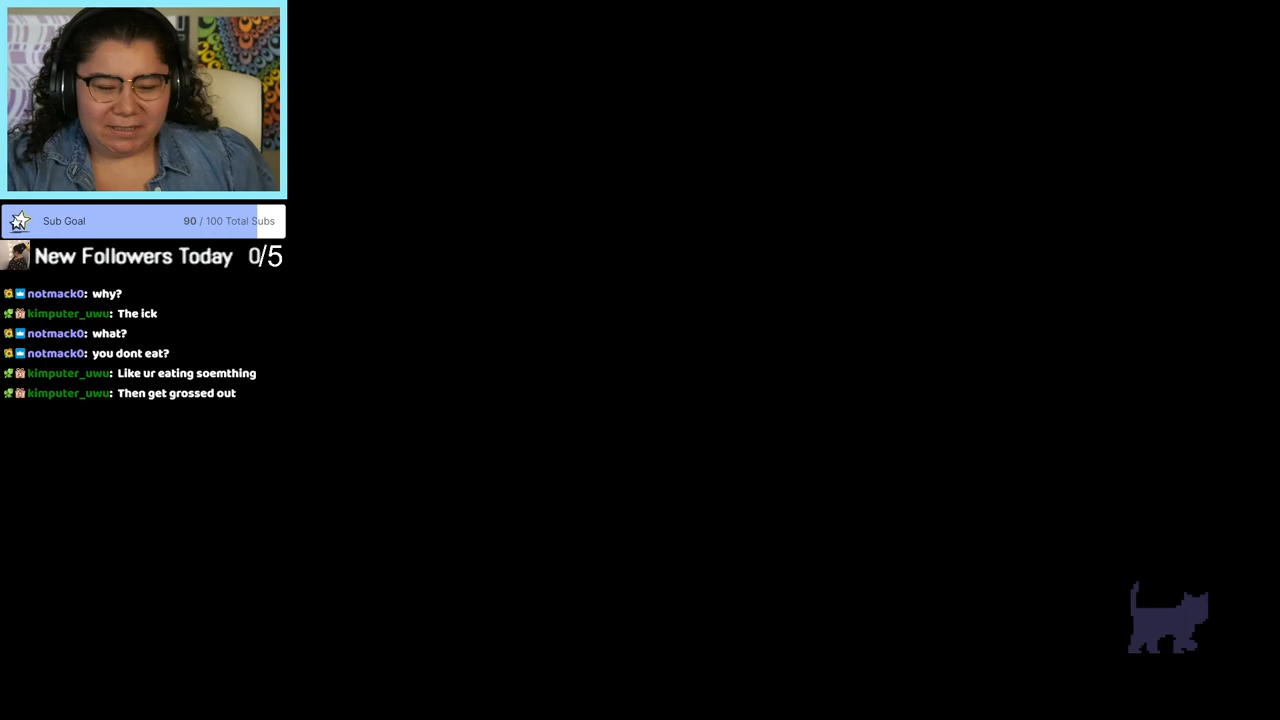 Sub Goal 90 / 100 Total Subs
New Followers Today 0/5
notmack0: why?
kimputer_uwu: The ick
notmack0: what?
notmack0: you dont eat?
kimputer_uwu: Like ur eating soemthing
kimputer_uwu: Then get grossed out